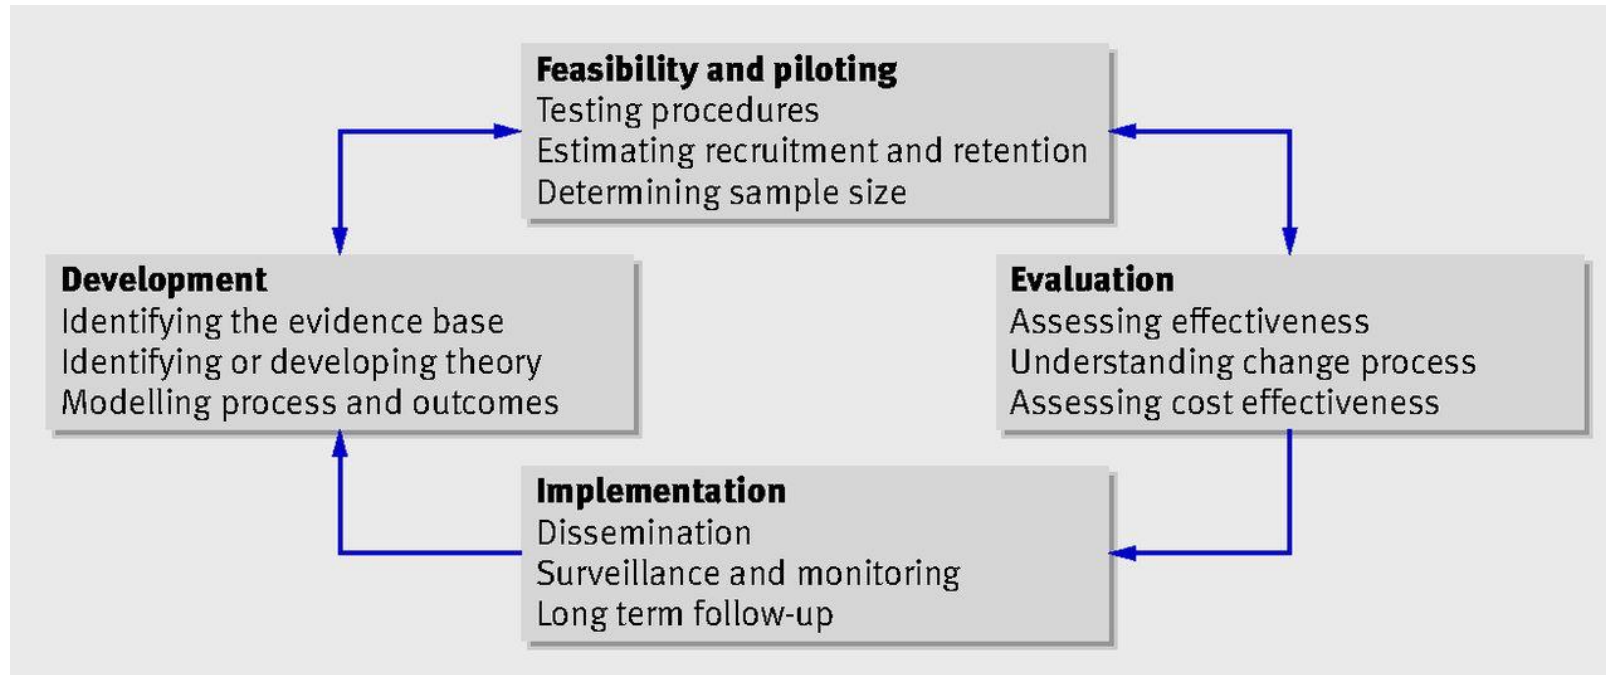 Feasibility and piloting
Testing procedures
Estimating recruitment and retention
Determining sample size
Development
Identifying the evidence base
Identifying or developing theory
Modelling process and outcomes
Evaluation
Assessing effectiveness
Understanding change process
Assessing cost effectiveness
Implementation
Dissemination
Surveillance and monitoring
Long term follow-up